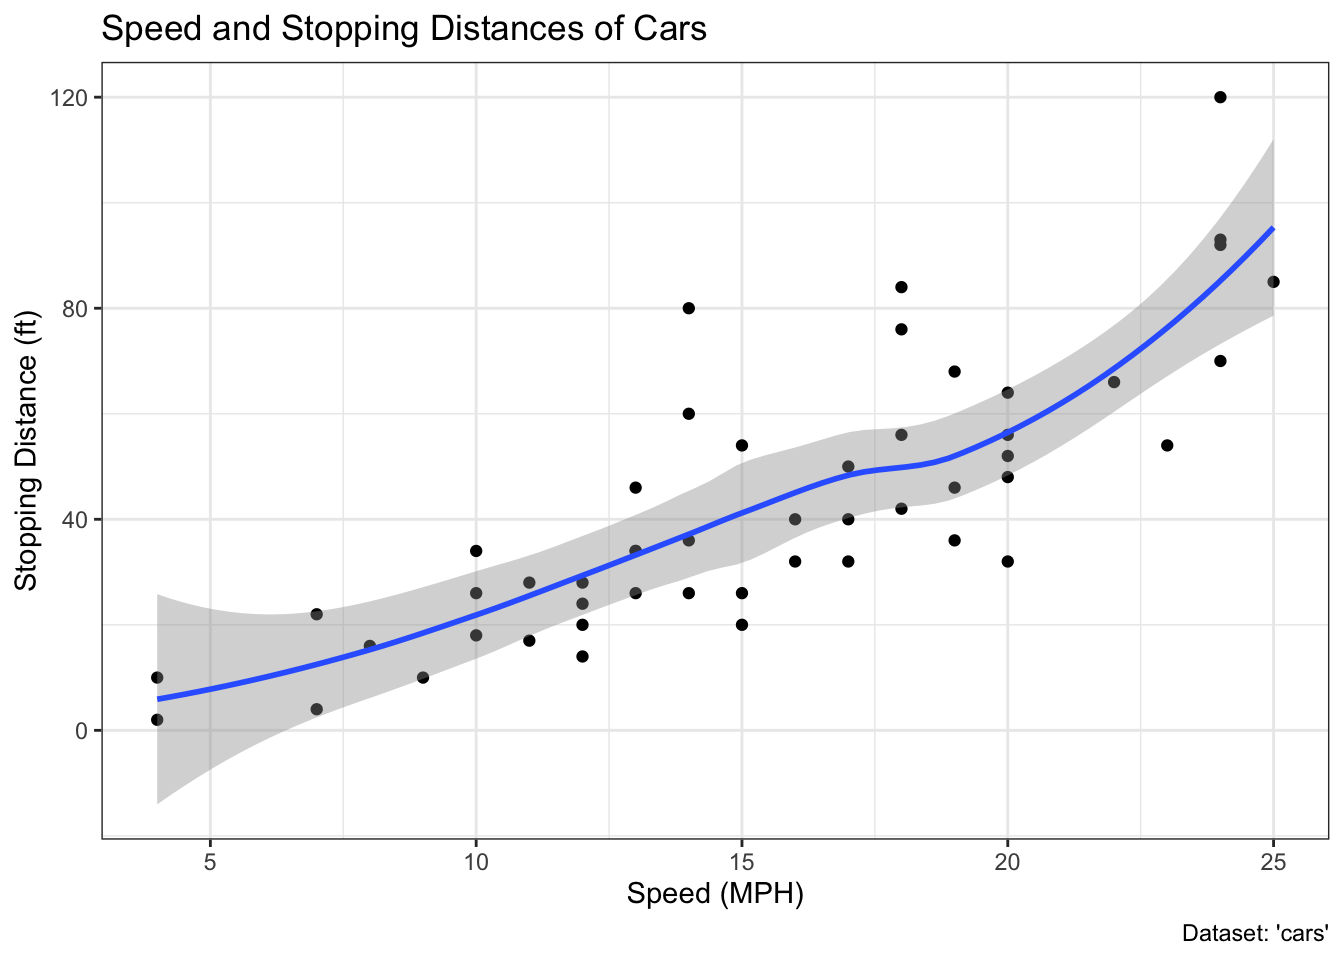 Speed and Stopping Distances of Cars
120
80
40
0
Stopping Distance (ft)
5 10 15 20 25
Speed (MPH)
Dataset: 'cars'